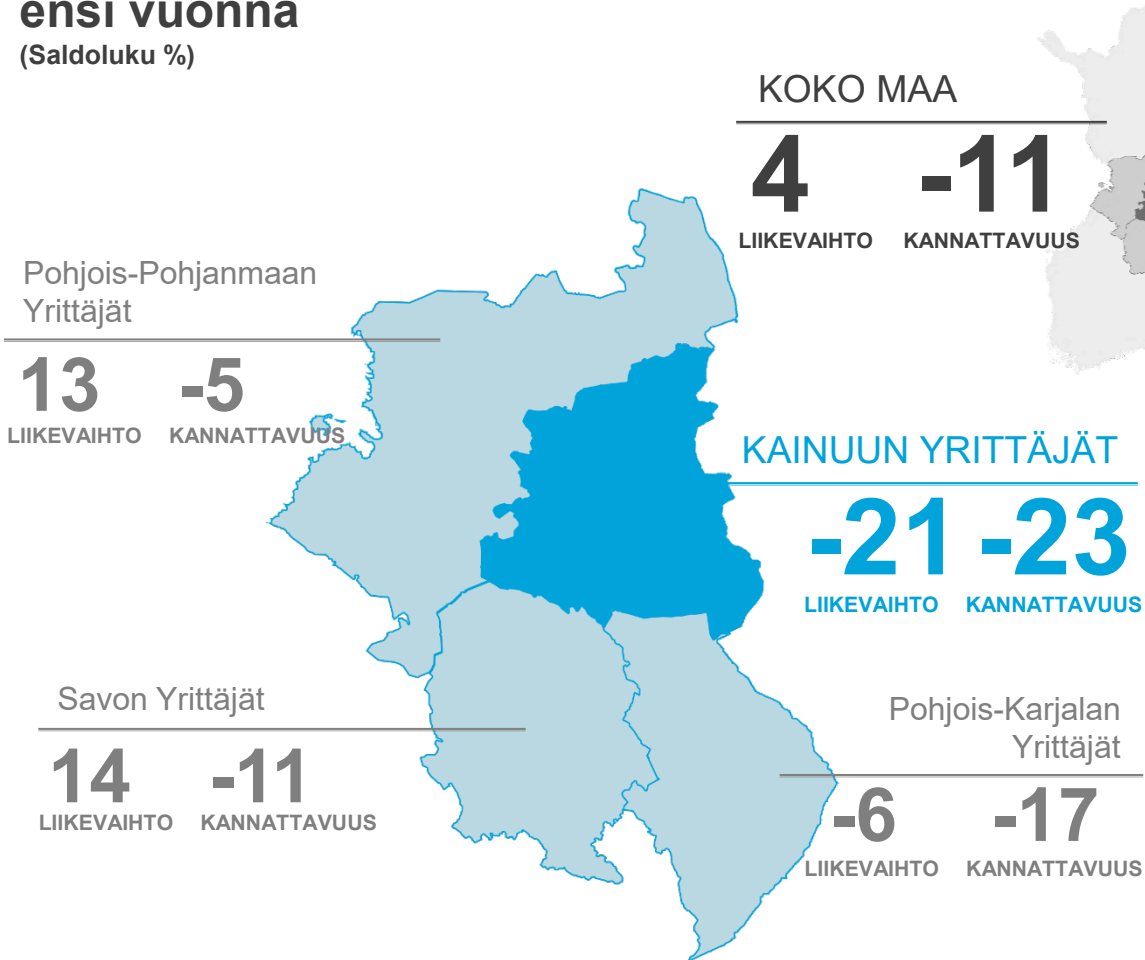 ensi vuonna
(Saldoluku %)
KOKO MAA
4 -11
LIIKEVAIHTO KANNATTAVUUS
Pohjois-Pohjanmaan
Yrittäjät
13 -5
LIIKEVAIHTO KANNATTAVUUS
KAINUUN YRITTÄJÄT
-21 -23
LIIKEVAIHTO KANNATTAVUUS
Savon Yrittäjät
14 -11
LIIKEVAIHTO KANNATTAVUUS
Pohjois-Karjalan
Yrittäjät
-6 -17
LIIKEVAIHTO KANNATTAVUUS